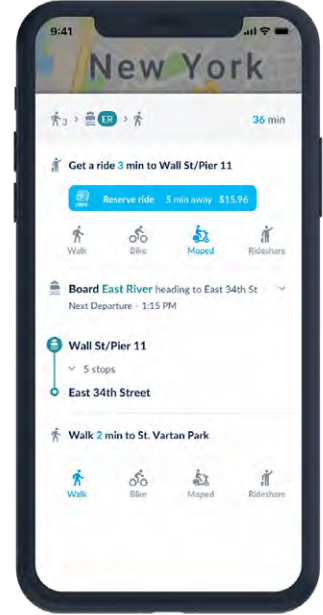 9:41
New York
3 > ER > 36 min
Get a ride 3 min to Wall St/Pier 11
Reserve ride 5 min away $15.96
Walk Bike Moped Rideshare
Board East River heading to East 34th St
Next Departure - 1:15 PM
Wall St/Pier 11
5 stops
East 34th Street
Walk 2 min to St. Vartan Park
Walk Bike Moped Rideshare